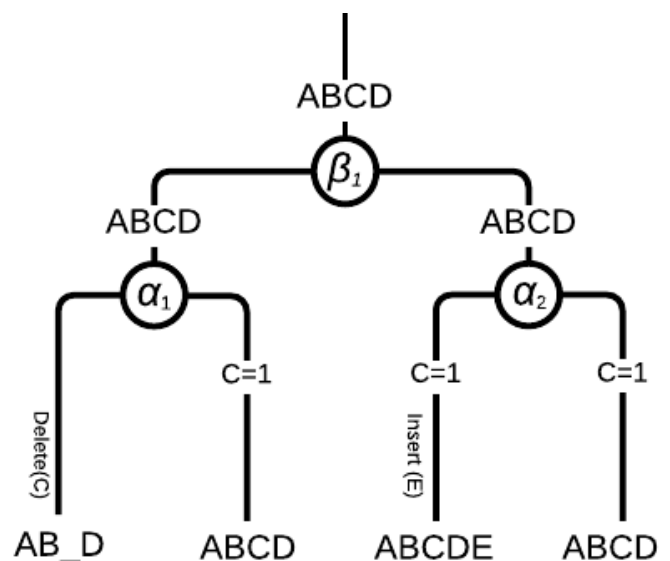 ABCD
β1
ABCD
ABCD
α1
α2
C=1
C=1
C=1
Delete(C)
Insert (E)
AB_D
ABCD
ABCDE
ABCD